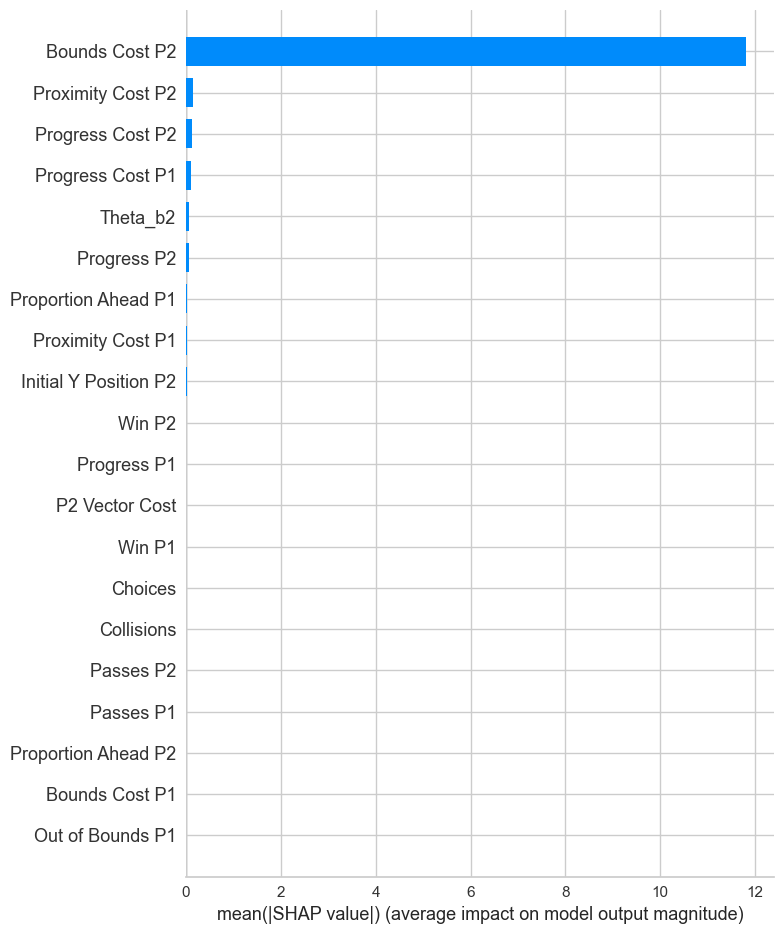 Bounds Cost P2
Proximity Cost P2
Progress Cost P2
Progress Cost P1
Theta_b2
Progress P2
Proportion Ahead P1
Proximity Cost P1
Initial Y Position P2
Win P2
Progress P1
P2 Vector Cost
Win P1
Choices
Collisions
Passes P2
Passes P1
Proportion Ahead P2
Bounds Cost P1
Out of Bounds P1
0 2 4 6 8 10 12
mean(|SHAP value|) (average impact on model output magnitude)